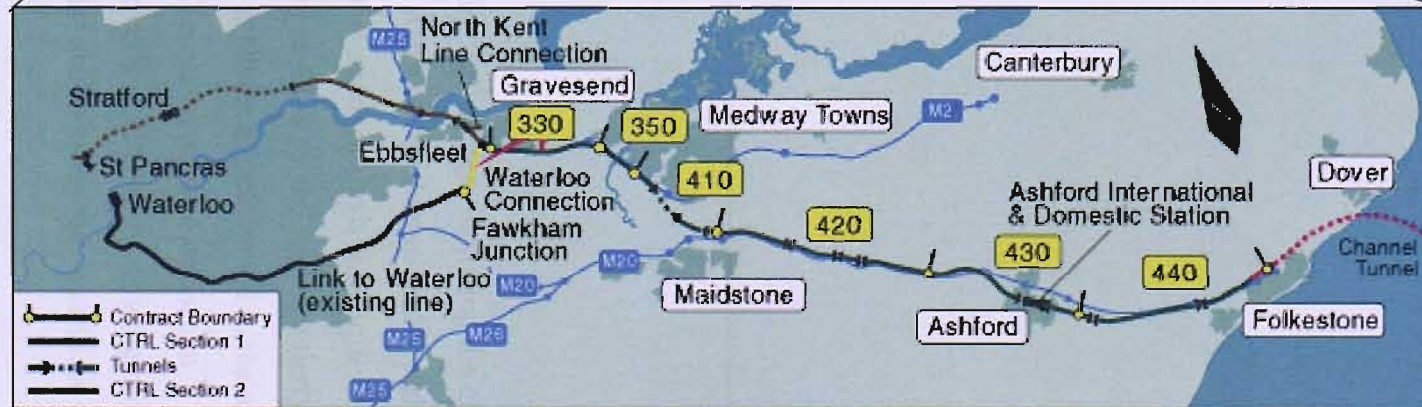 M25
North Kent
Line Connection
Gravesend
Canterbury
Stratford
330
350
Medway Towns
M2
Ebbsfleet
St Pancras
Waterloo
Waterloo
Connection
410
Dover
Ashford International
& Domestic Station
Fawkham
Junction
420
430
Channel
Tunnel
Link to Waterloo
(existing line)
M20
M20
Maidstone
440
Ashford
Folkestone
M25
M26
M25
Contract Boundary
CTRL Section 1
Tunnels
CTRL Section 2